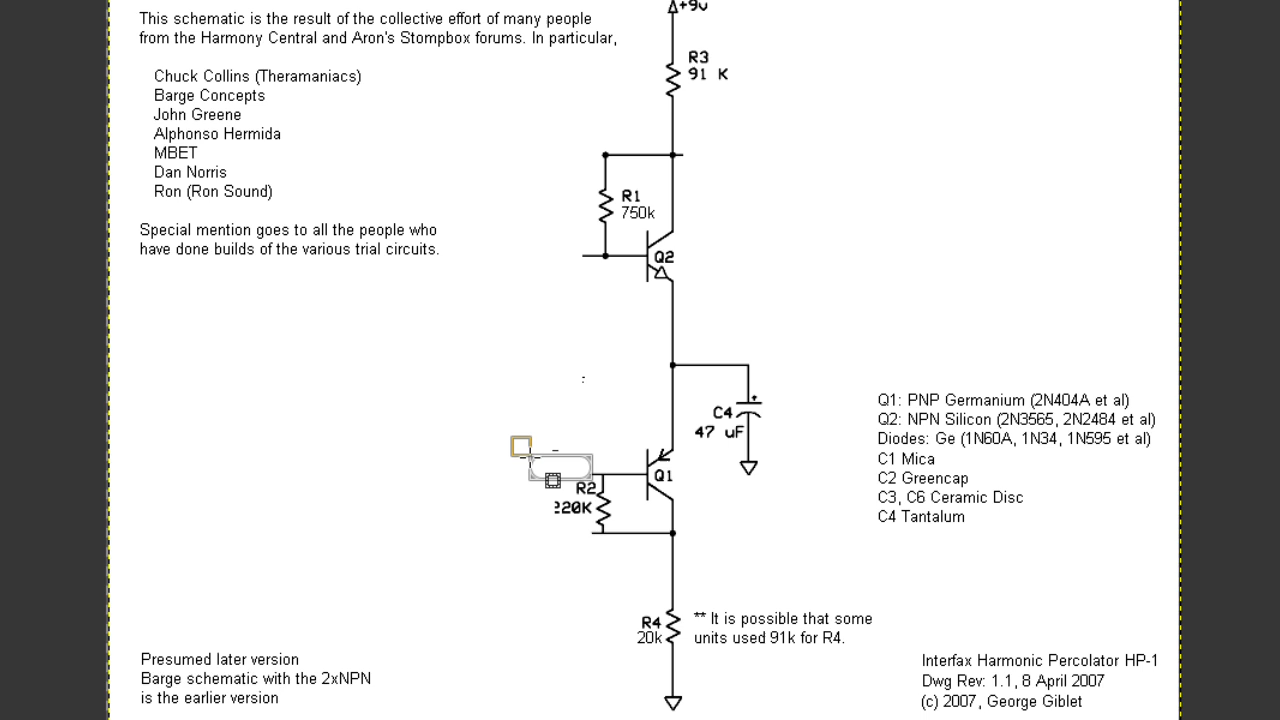 This schematic is the result of the collective effort of many people
from the Harmony Central and Aron's Stompbox forums. In particular,
Chuck Collins (Theramaniacs)
Barge Concepts
John Greene
Alphonso Hermida
MBET
Dan Norris
Ron (Ron Sound)
Special mention goes to all the people who
have done builds of the various trial circuits.
+9v
R3
91 K
R1
750k
Q2
C4
47 uF
Q1
R2
220K
R4
20k
** It is possible that some
units used 91k for R4.
Q1: PNP Germanium (2N404A et al)
Q2: NPN Silicon (2N3565, 2N2484 et al)
Diodes: Ge (1N60A, 1N34, 1N595 et al)
C1 Mica
C2 Greencap
C3, C6 Ceramic Disc
C4 Tantalum
Presumed later version
Barge schematic with the 2xNPN
is the earlier version
Interfax Harmonic Percolator HP-1
Dwg Rev: 1.1, 8 April 2007
(c) 2007, George Giblet